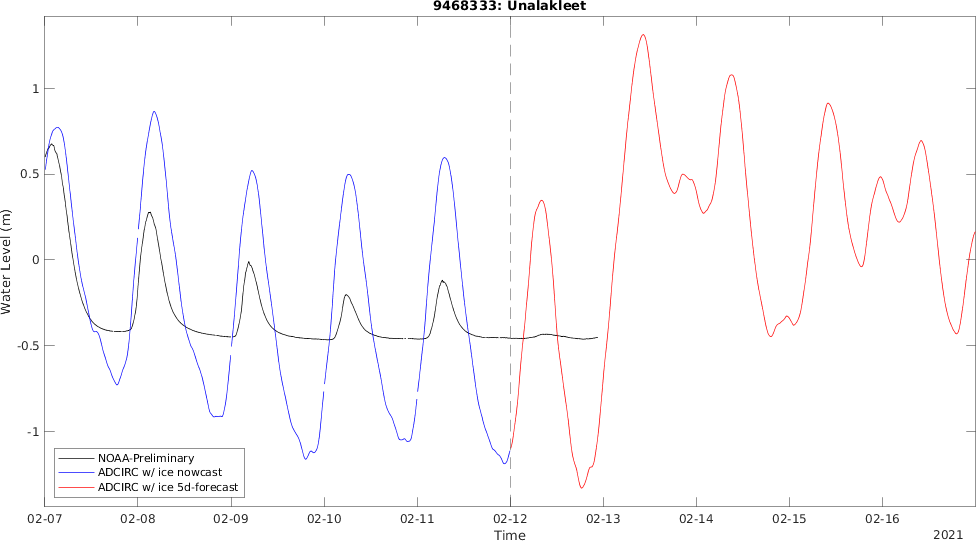 9468333: Unalakleet
Water Level (m)
1
0.5
0
-0.5
-1
NOAA-Preliminary
ADCIRC w/ ice nowcast
ADCIRC w/ ice 5d-forecast
02-07 02-08 02-09 02-10 02-11 02-12 02-13 02-14 02-15 02-16
Time
2021